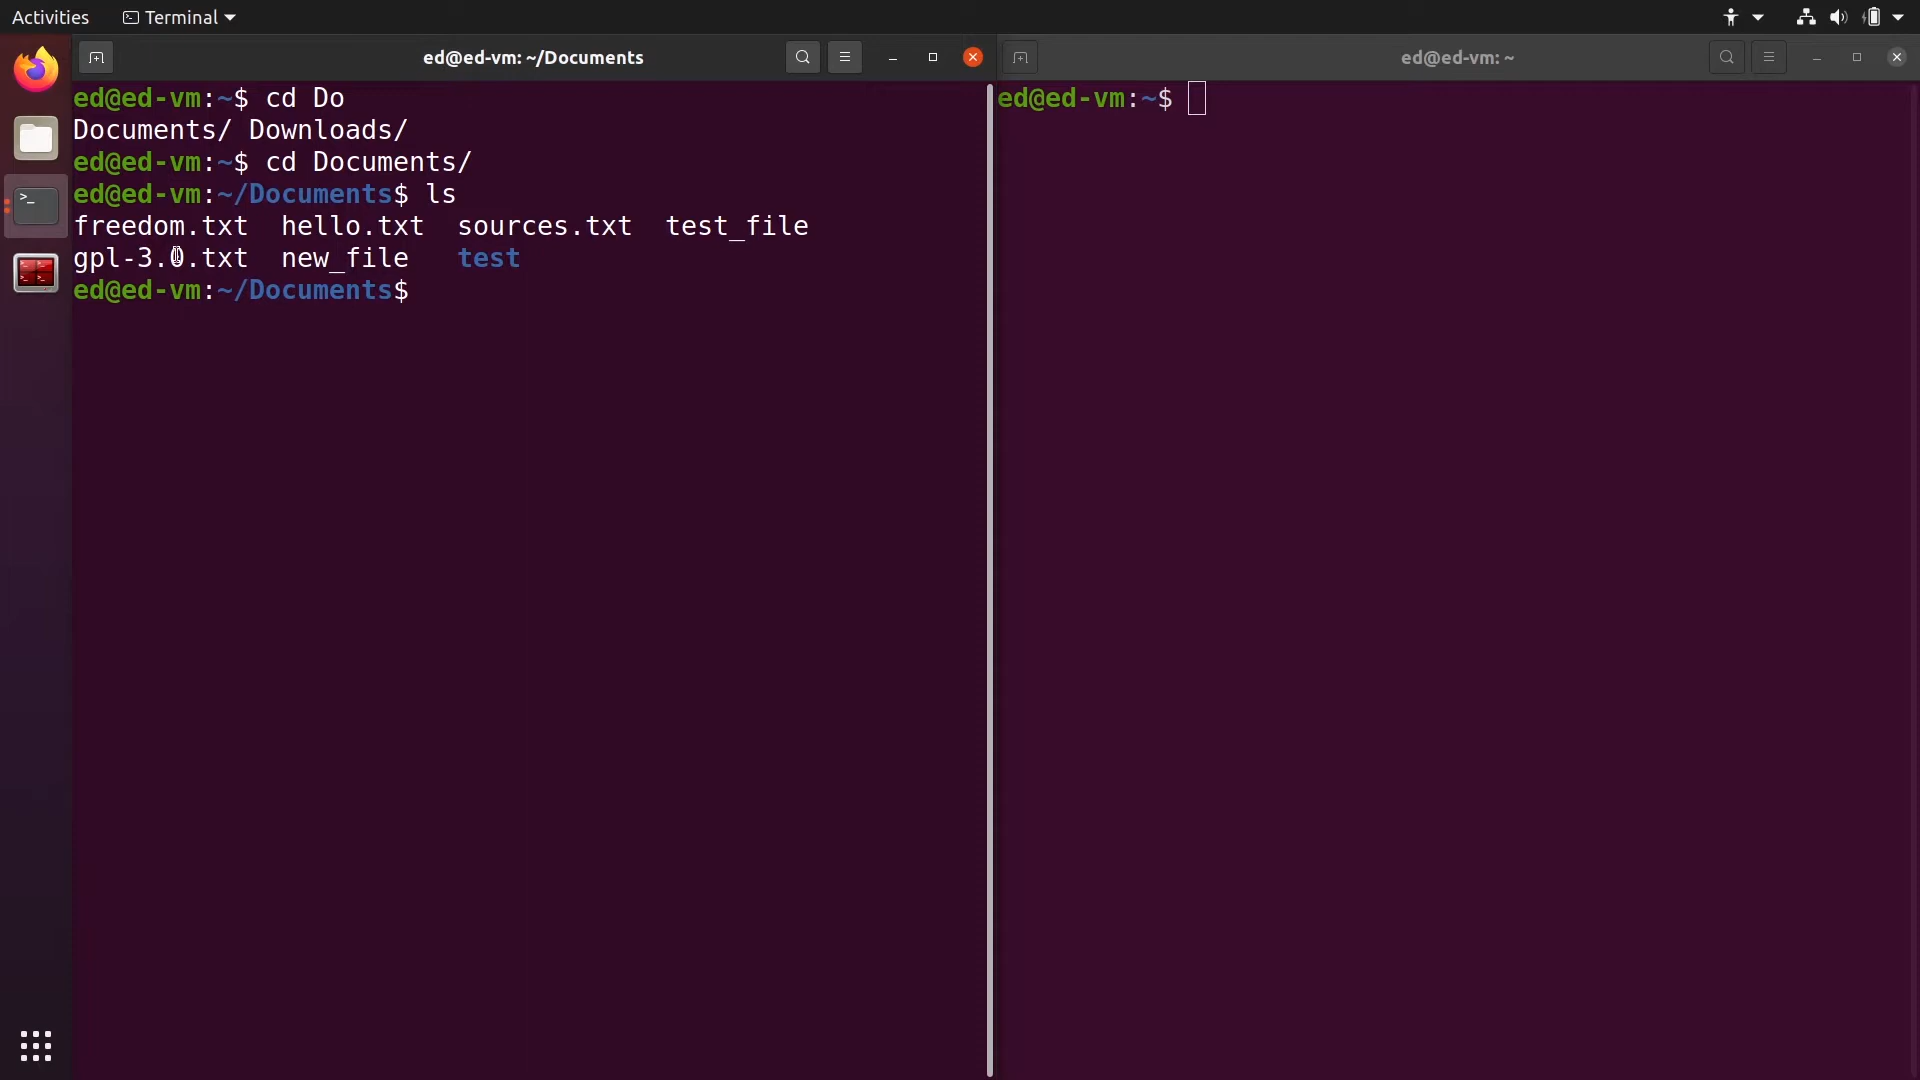 Activities Terminal
ed@ed-vm: ~/Documents
ed@ed-vm:~$ cd Do
Documents/ Downloads/
ed@ed-vm:~$ cd Documents/
ed@ed-vm:~/Documents$ ls
freedom.txt  hello.txt  sources.txt  test_file
gpl-3.0.txt  new_file   test
ed@ed-vm:~/Documents$
ed@ed-vm: ~
ed@ed-vm:~$